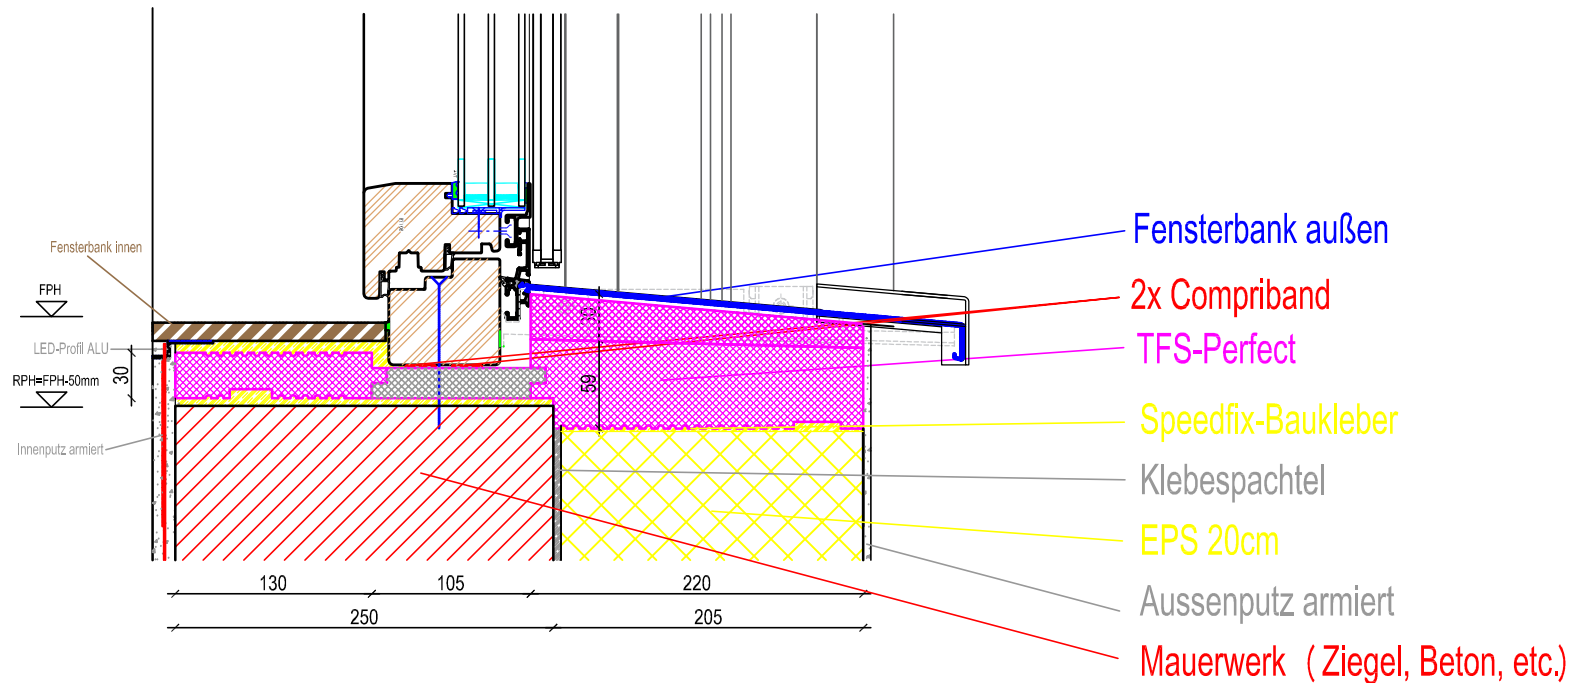 Fensterbank außen
Fensterbank innen
FPH
2x Compriband
LED-Profil ALU
TFS-Perfect
RPH=FPH-50mm
30
59
Speedfix-Baukleber
Innenputz armiert
Klebespachtel
EPS 20cm
130
105
220
Aussenputz armiert
250
205
Mauerwerk ( Ziegel, Beton, etc.)